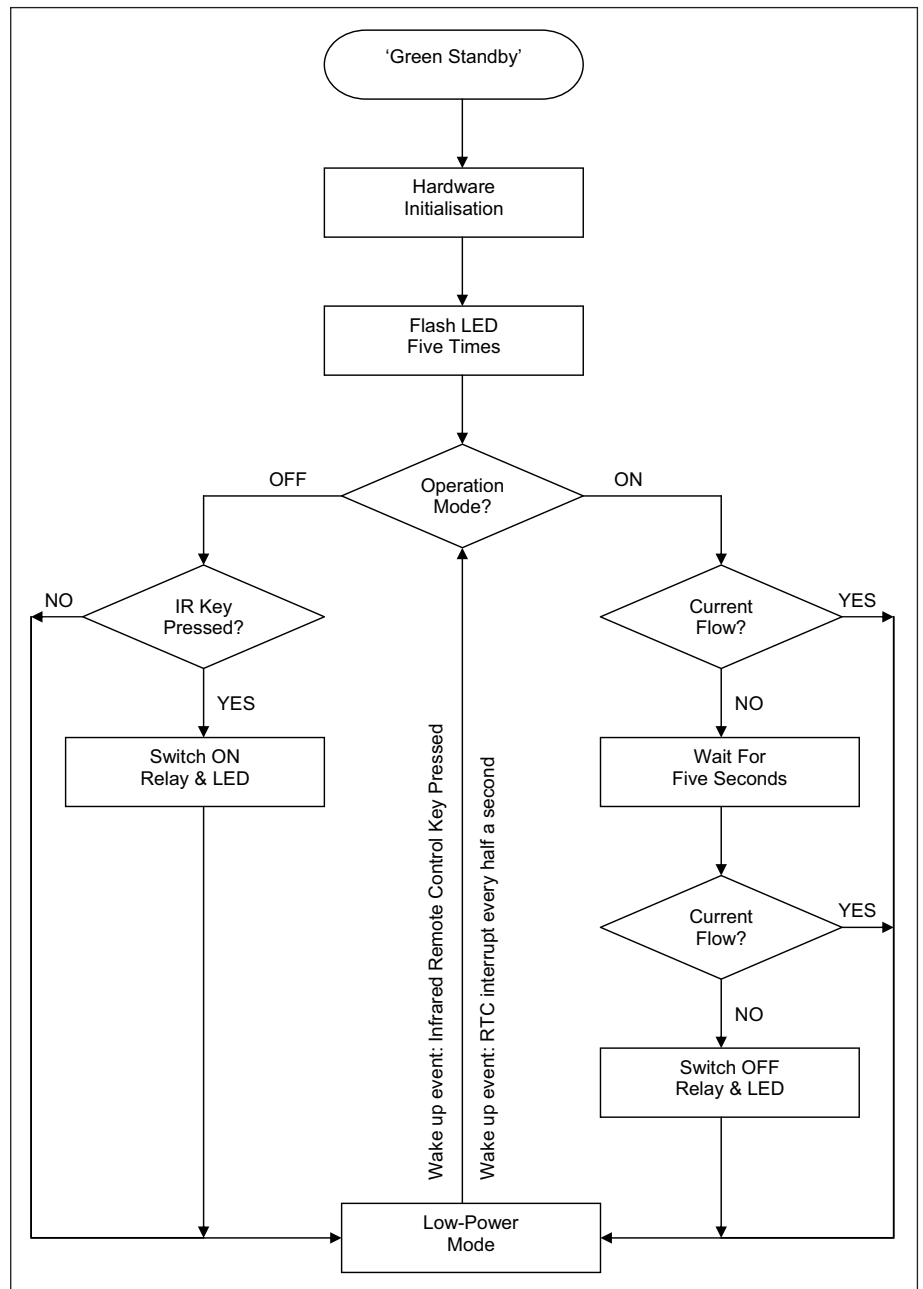 ‘Green Standby’
Hardware
Initialisation
Flash LED
Five Times
Operation
Mode?
OFF
ON
IR Key
Pressed?
NO
YES
Switch ON
Relay & LED
Wake up event: Infrared Remote Control Key Pressed
Wake up event: RTC interrupt every half a second
Current
Flow?
YES
NO
Wait For
Five Seconds
Current
Flow?
YES
NO
Switch OFF
Relay & LED
Low-Power
Mode